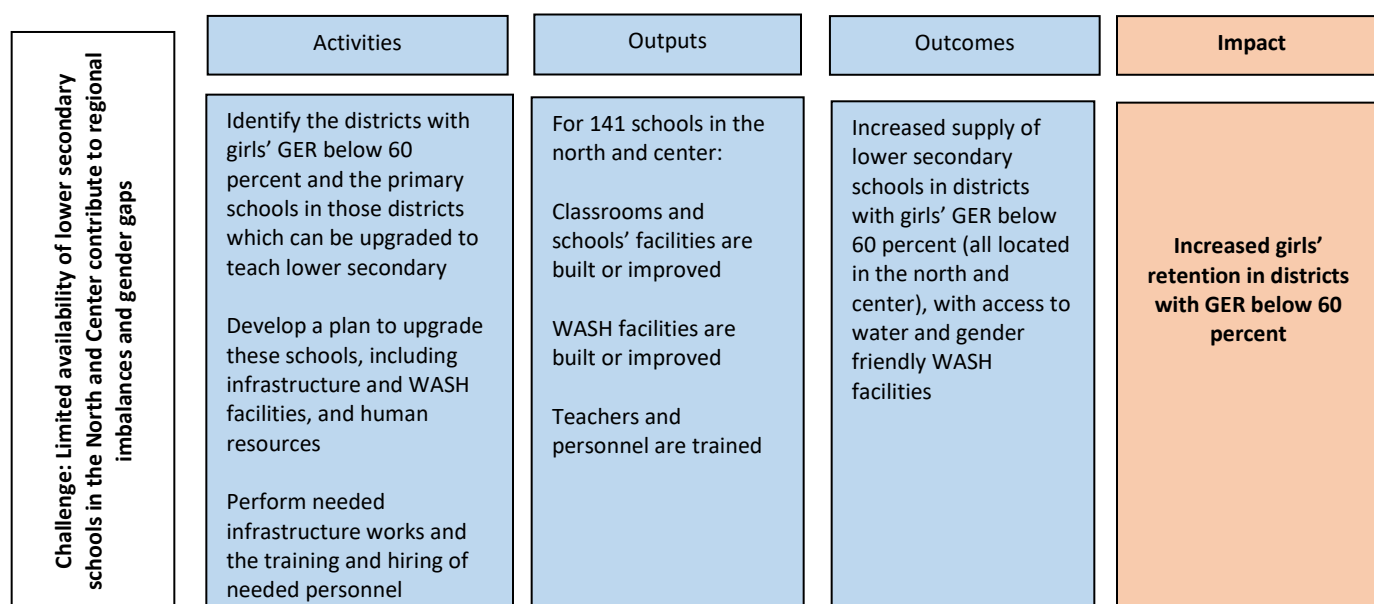 Challenge: Limited availability of lower secondary
schools in the North and Center contribute to regional
imbalances and gender gaps
Activities
Identify the districts with
girls’ GER below 60
percent and the primary
schools in those districts
which can be upgraded to
teach lower secondary
Develop a plan to upgrade
these schools, including
infrastructure and WASH
facilities, and human
resources
Perform needed
infrastructure works and
the training and hiring of
needed personnel
Outputs
For 141 schools in the
north and center:
Classrooms and
schools’ facilities are
built or improved
WASH facilities are
built or improved
Teachers and
personnel are trained
Outcomes
Increased supply of
lower secondary
schools in districts
with girls’ GER below
60 percent (all located
in the north and
center), with access to
water and gender
friendly WASH
facilities
Impact
Increased girls’
retention in districts
with GER below 60
percent